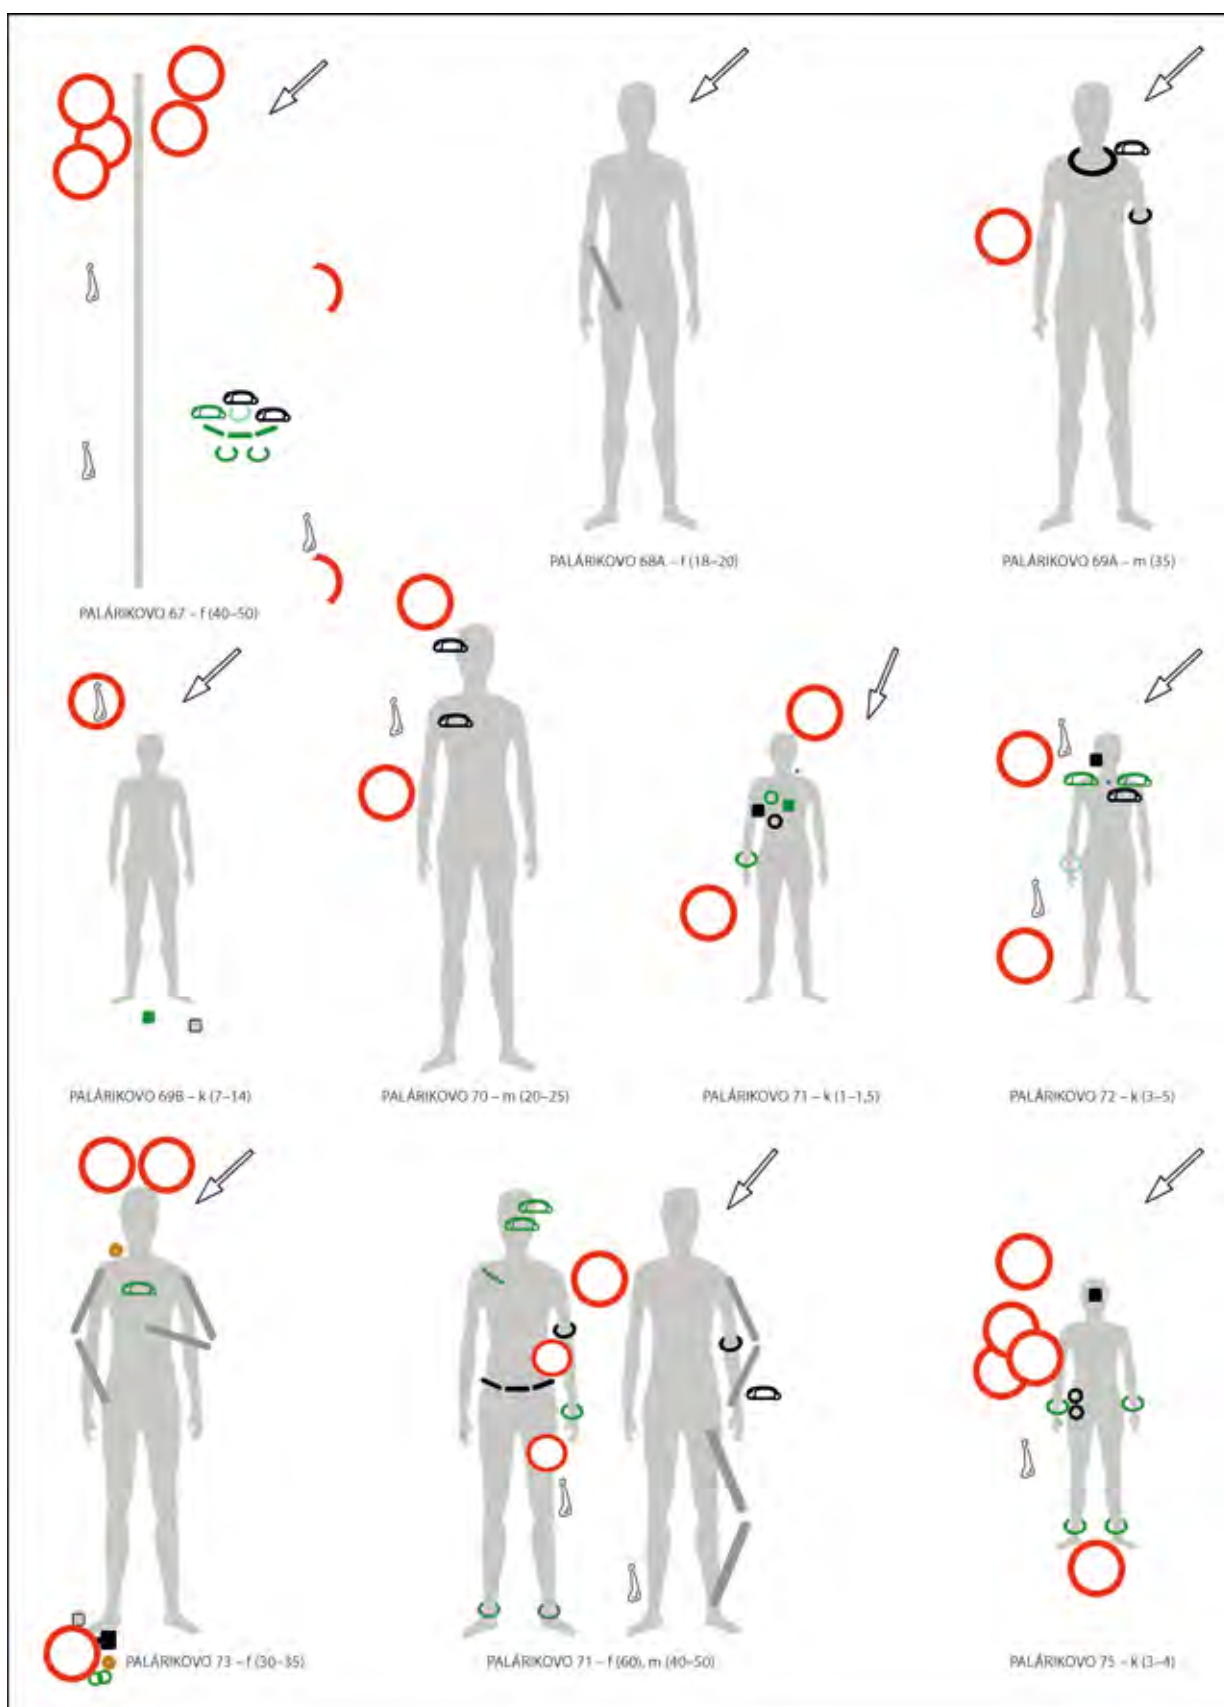 PALÁRIKOVO 67 – f (40–50)
PALÁRIKOVO 68A – f (18–20)
PALÁRIKOVO 69A – m (35)
PALÁRIKOVO 69B – k (7–14)
PALÁRIKOVO 70 – m (20–25)
PALÁRIKOVO 71 – k (1–1,5)
PALÁRIKOVO 72 – k (3–5)
PALÁRIKOVO 73 – f (30–35)
PALÁRIKOVO 71 – f (60), m (40–50)
PALÁRIKOVO 75 – k (3–4)